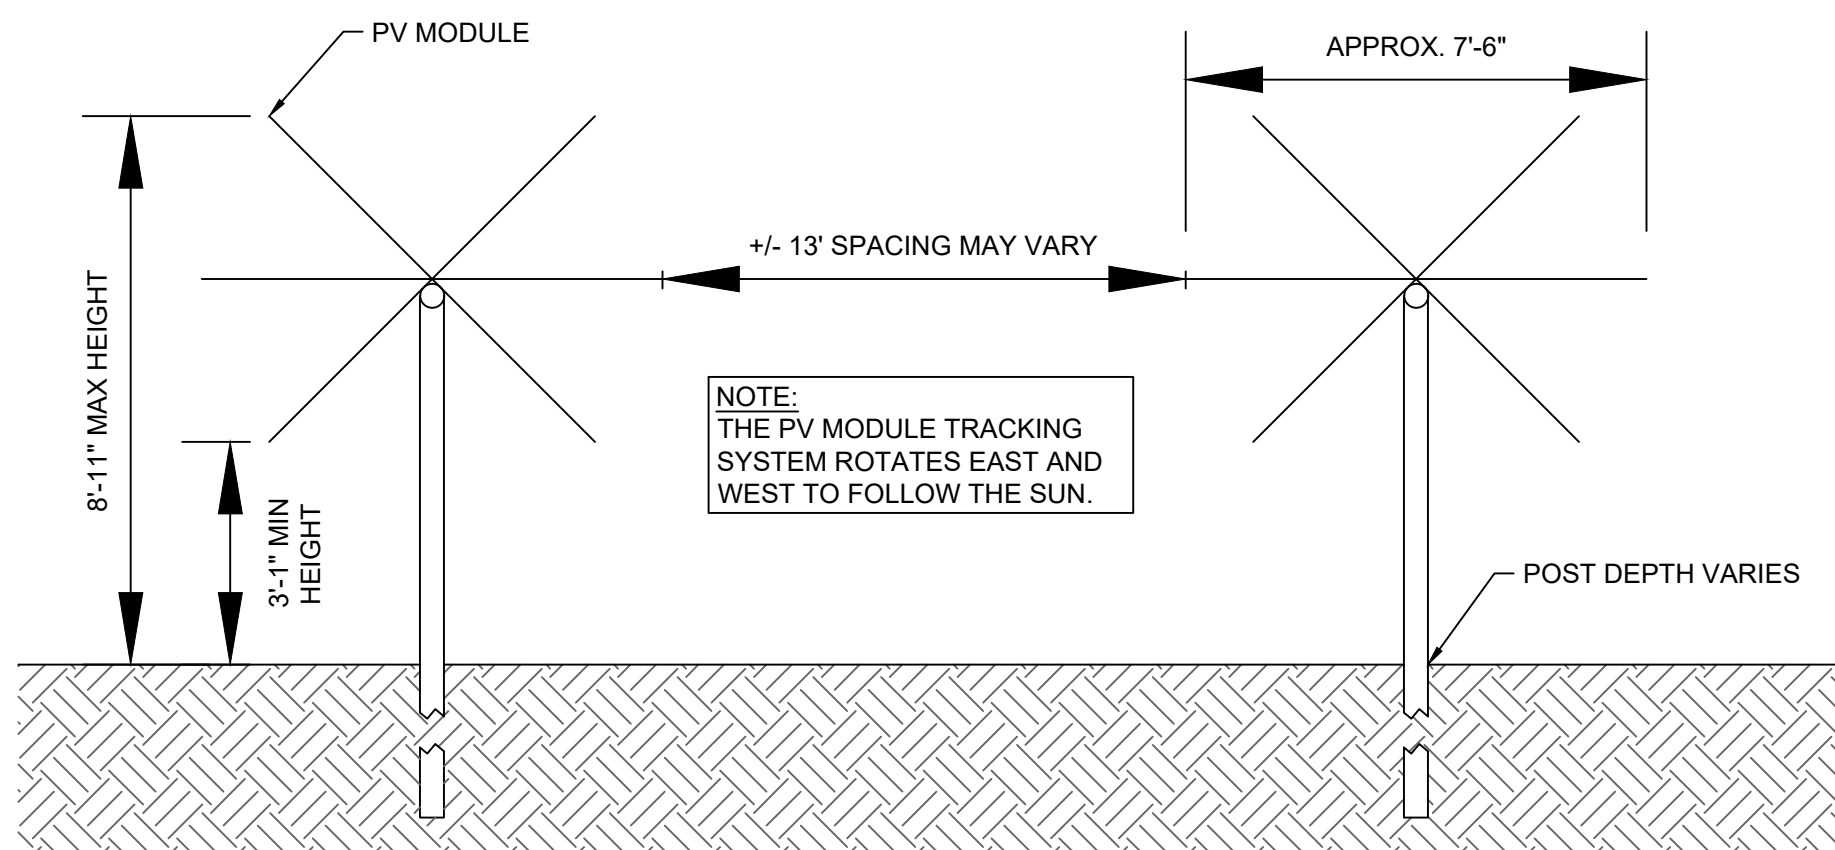 PV MODULE
APPROX. 7'-6"
+/- 13' SPACING MAY VARY
8'-11" MAX HEIGHT
3'-1" MIN
HEIGHT
NOTE:
THE PV MODULE TRACKING
SYSTEM ROTATES EAST AND
WEST TO FOLLOW THE SUN.
POST DEPTH VARIES